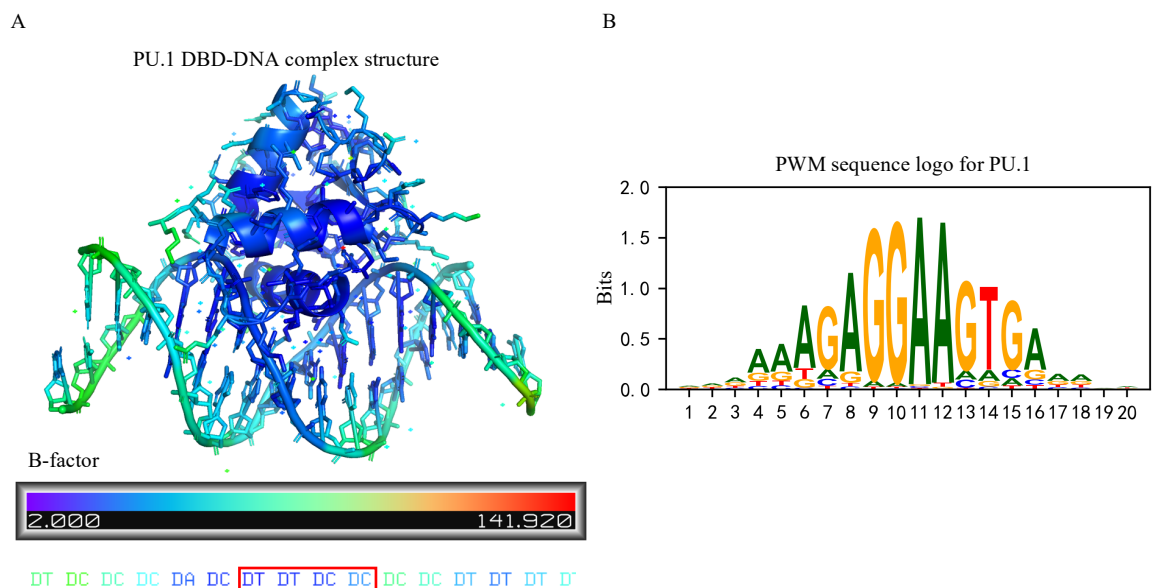 A
B
PU.1 DBD-DNA complex structure
PWM sequence logo for PU.1
2.0
1.5
1.0
0.5
0.0
Bits
1 2 3 4 5 6 7 8 9 10 11 12 13 14 15 16 17 18 19 20
AAAGAGGAAGTGA
B-factor
2.000 141.920
DT DC DC DC DA DC DT DT DC DC DC DC DT DT DT